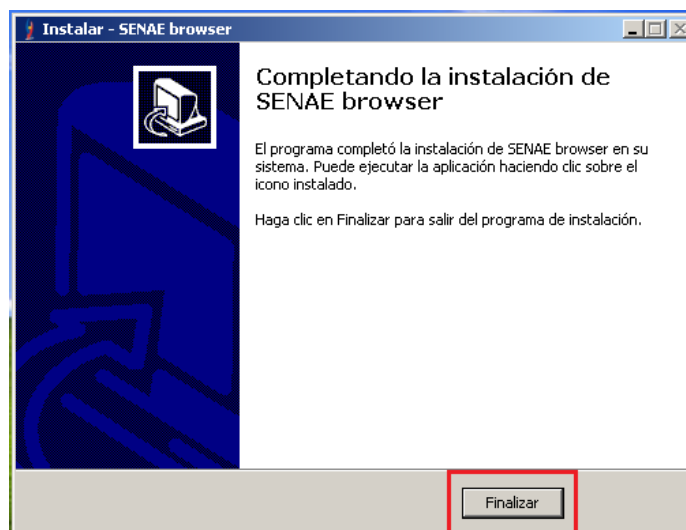 Instalar - SENAE browser
Completando la instalación de
SENAE browser
El programa completó la instalación de SENAE browser en su
sistema. Puede ejecutar la aplicación haciendo clic sobre el
icono instalado.
Haga clic en Finalizar para salir del programa de instalación.
Finalizar